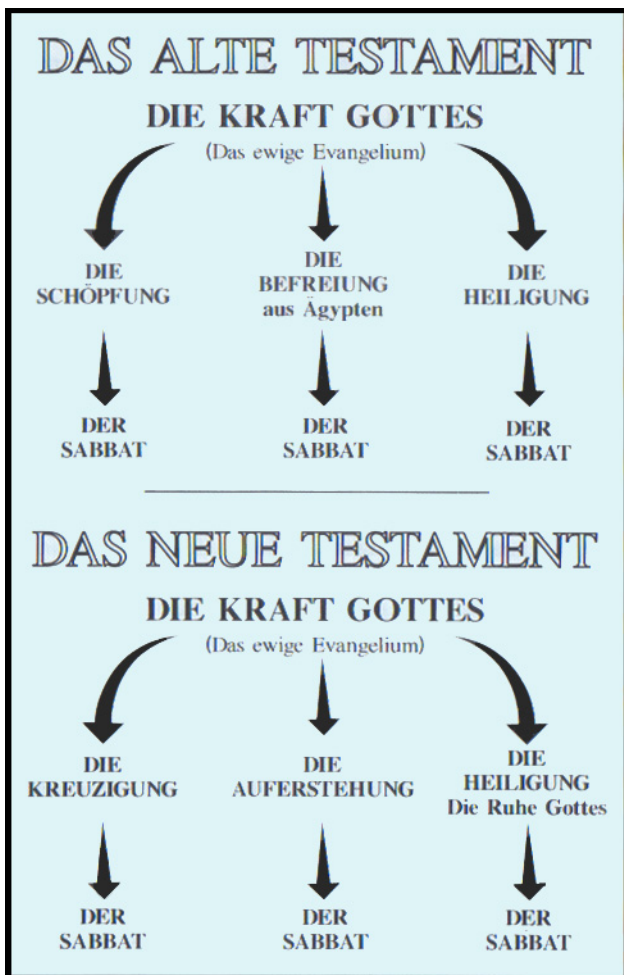 DAS ALTE TESTAMENT
DIE KRAFT GOTTES
(Das ewige Evangelium)
DIE
SCHÖPFUNG
DIE
BEFREIUNG
aus Ägypten
DIE
HEILIGUNG
DER
SABBAT
DER
SABBAT
DER
SABBAT
DAS NEUE TESTAMENT
DIE KRAFT GOTTES
(Das ewige Evangelium)
DIE
KREUZIGUNG
DIE
AUFERSTEHUNG
DIE
HEILIGUNG
Die Ruhe Gottes
DER
SABBAT
DER
SABBAT
DER
SABBAT